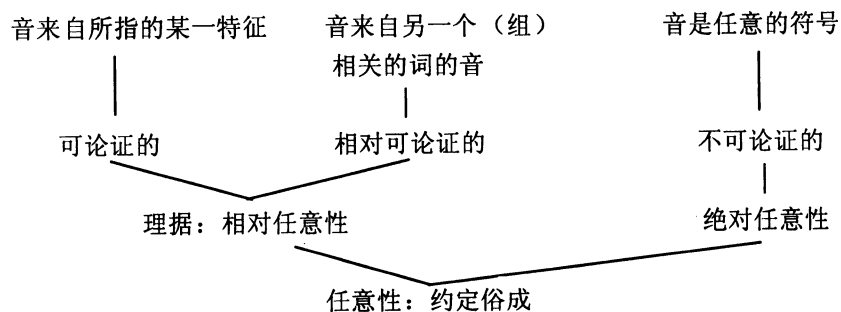 音来自所指的某一特征
音来自另一个（组）
相关的词的音
音是任意的符号
可论证的
相对可论证的
不可论证的
理据：相对任意性
绝对任意性
任意性：约定俗成